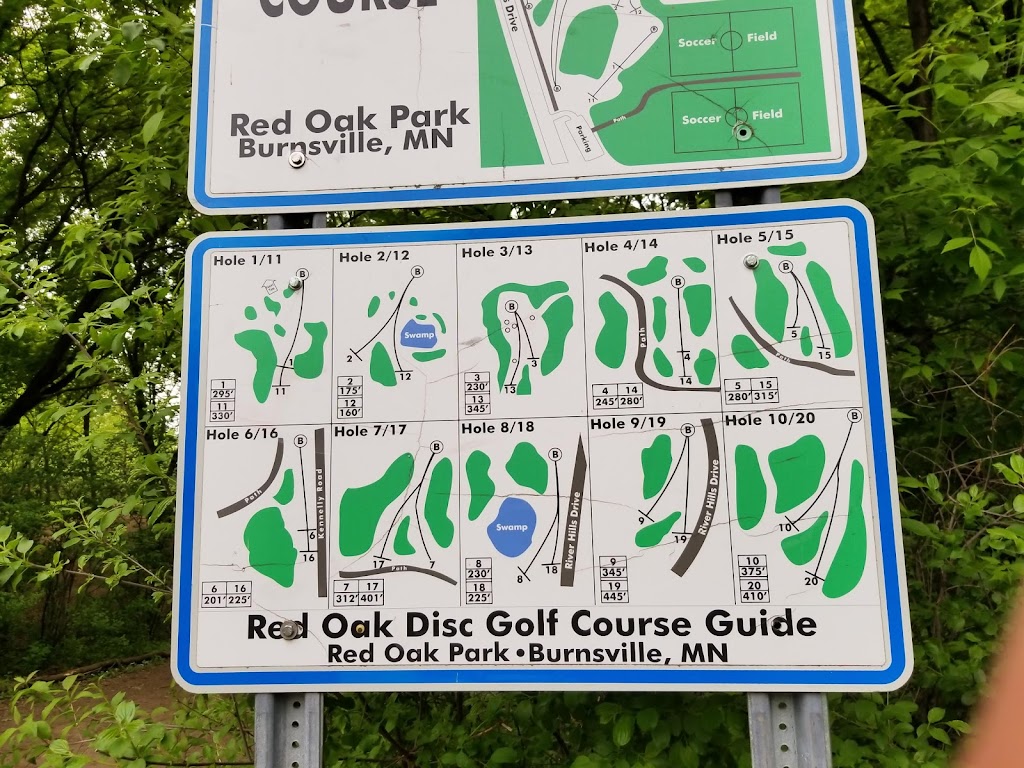 COURSE
s Drive
Soccer Field
Path
Soccer Field
Parking
Red Oak Park
Burnsville, MN
Hole 1/11
B
1
11
1
295'
11
330'
Hole 2/12
B
Swamp
2
12
2
175'
12
160'
Hole 3/13
B
3
13
3
230'
13
345'
Hole 4/14
B
Path
4
14
4 14
245' 280'
Hole 5/15
B
5
15
Path
5 15
280' 315'
Hole 6/16
B
Path
Kennelly Road
6
16
6 16
201' 225'
Hole 7/17
B
17
7
Path
7 17
312' 401'
Hole 8/18
B
Swamp
River Hills Drive
8
18
8
230'
18
225'
Hole 9/19
B
River Hills Drive
9
19
9
345'
19
445'
Hole 10/20
B
10
20
10
375'
20
410'
Red Oak Disc Golf Course Guide
Red Oak Park • Burnsville, MN